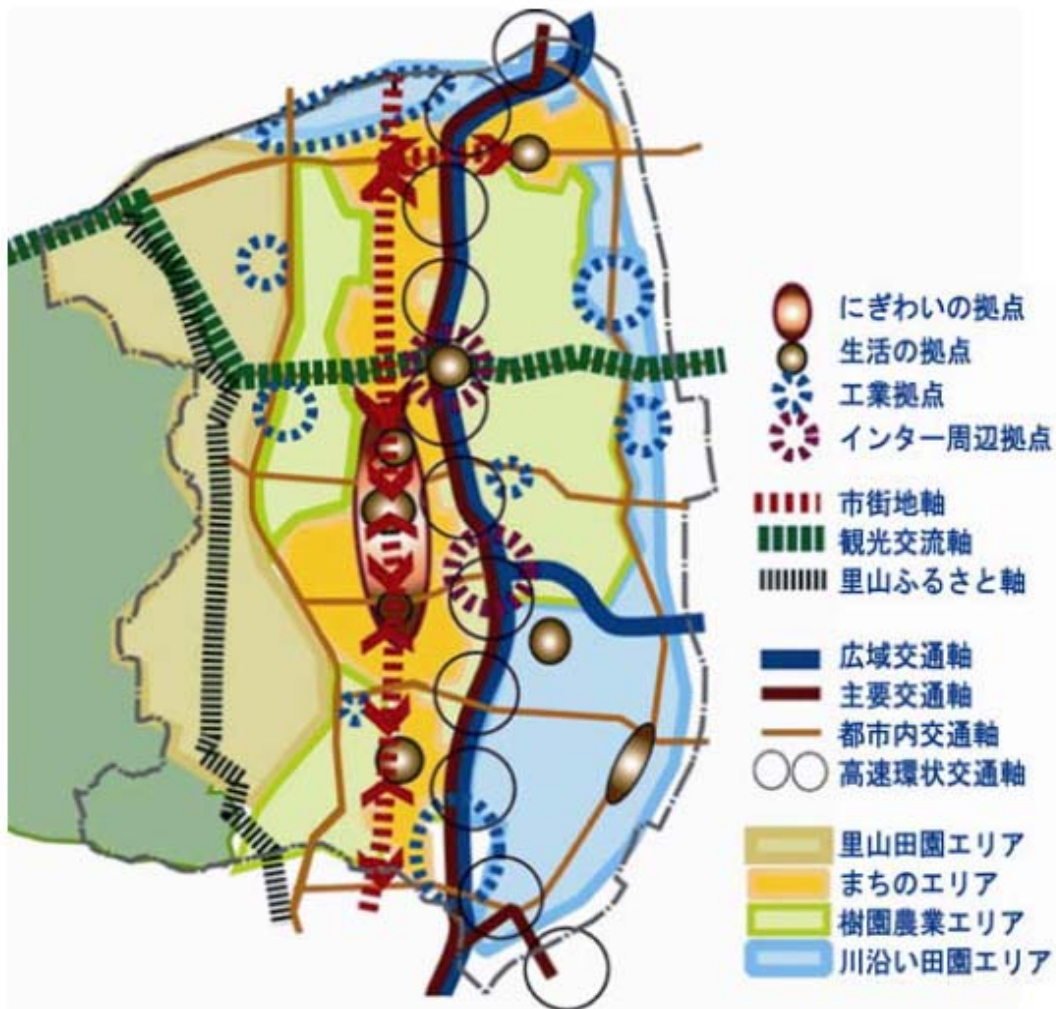 にぎわいの拠点
生活の拠点
工業拠点
インター周辺拠点
市街地軸
観光交流軸
里山ふるさと軸
広域交通軸
主要交通軸
都市内交通軸
高速環状交通軸
里山田園エリア
まちのエリア
樹園農業エリア
川沿い田園エリア